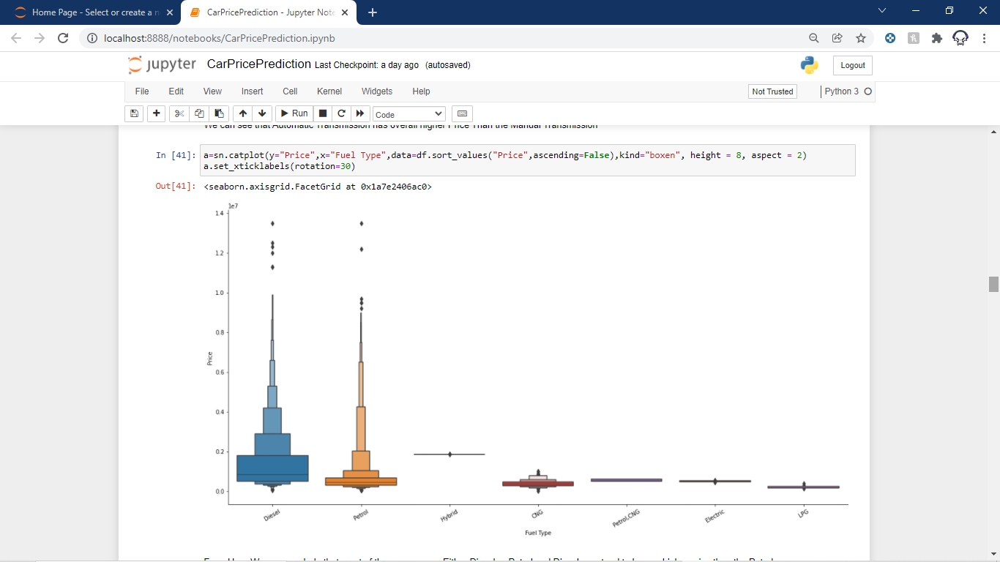 Home Page - Select or create a n
CarPricePrediction - Jupyter Note
localhost:8888/notebooks/CarPricePrediction.ipynb
jupyter CarPricePrediction Last Checkpoint: a day ago (autosaved)
Logout
File Edit View Insert Cell Kernel Widgets Help
Not Trusted
Python 3
Run
Code
We can see that Automatic Transmission has overall higher Price Than the Manual Transmission
In [41]: a=sn.catplot(y="Price",x="Fuel Type",data=df.sort_values("Price",ascending=False),kind="boxen", height = 8, aspect = 2)
a.set_xticklabels(rotation=30)
Out[41]: <seaborn.axisgrid.FacetGrid at 0x1a7e2406ac0>
1e7
1.4
1.2
1.0
0.8
Price
0.6
0.4
0.2
0.0
Diesel Petrol Hybrid CNG Petrol,CNG Electric LPG
Fuel Type